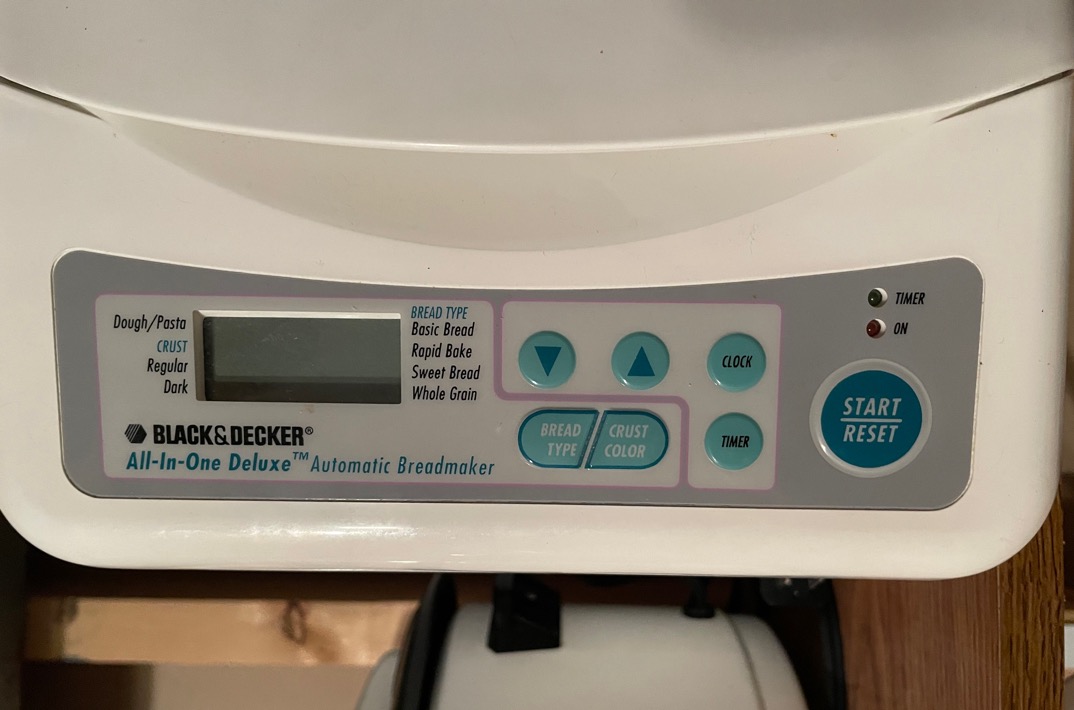 Dough/Pasta
CRUST
Regular
Dark
BREAD TYPE
Basic Bread
Rapid Bake
Sweet Bread
Whole Grain
BLACK&DECKER®
All-In-One Deluxe™ Automatic Breadmaker
CLOCK
BREAD
TYPE
CRUST
COLOR
TIMER
TIMER
ON
START
RESET